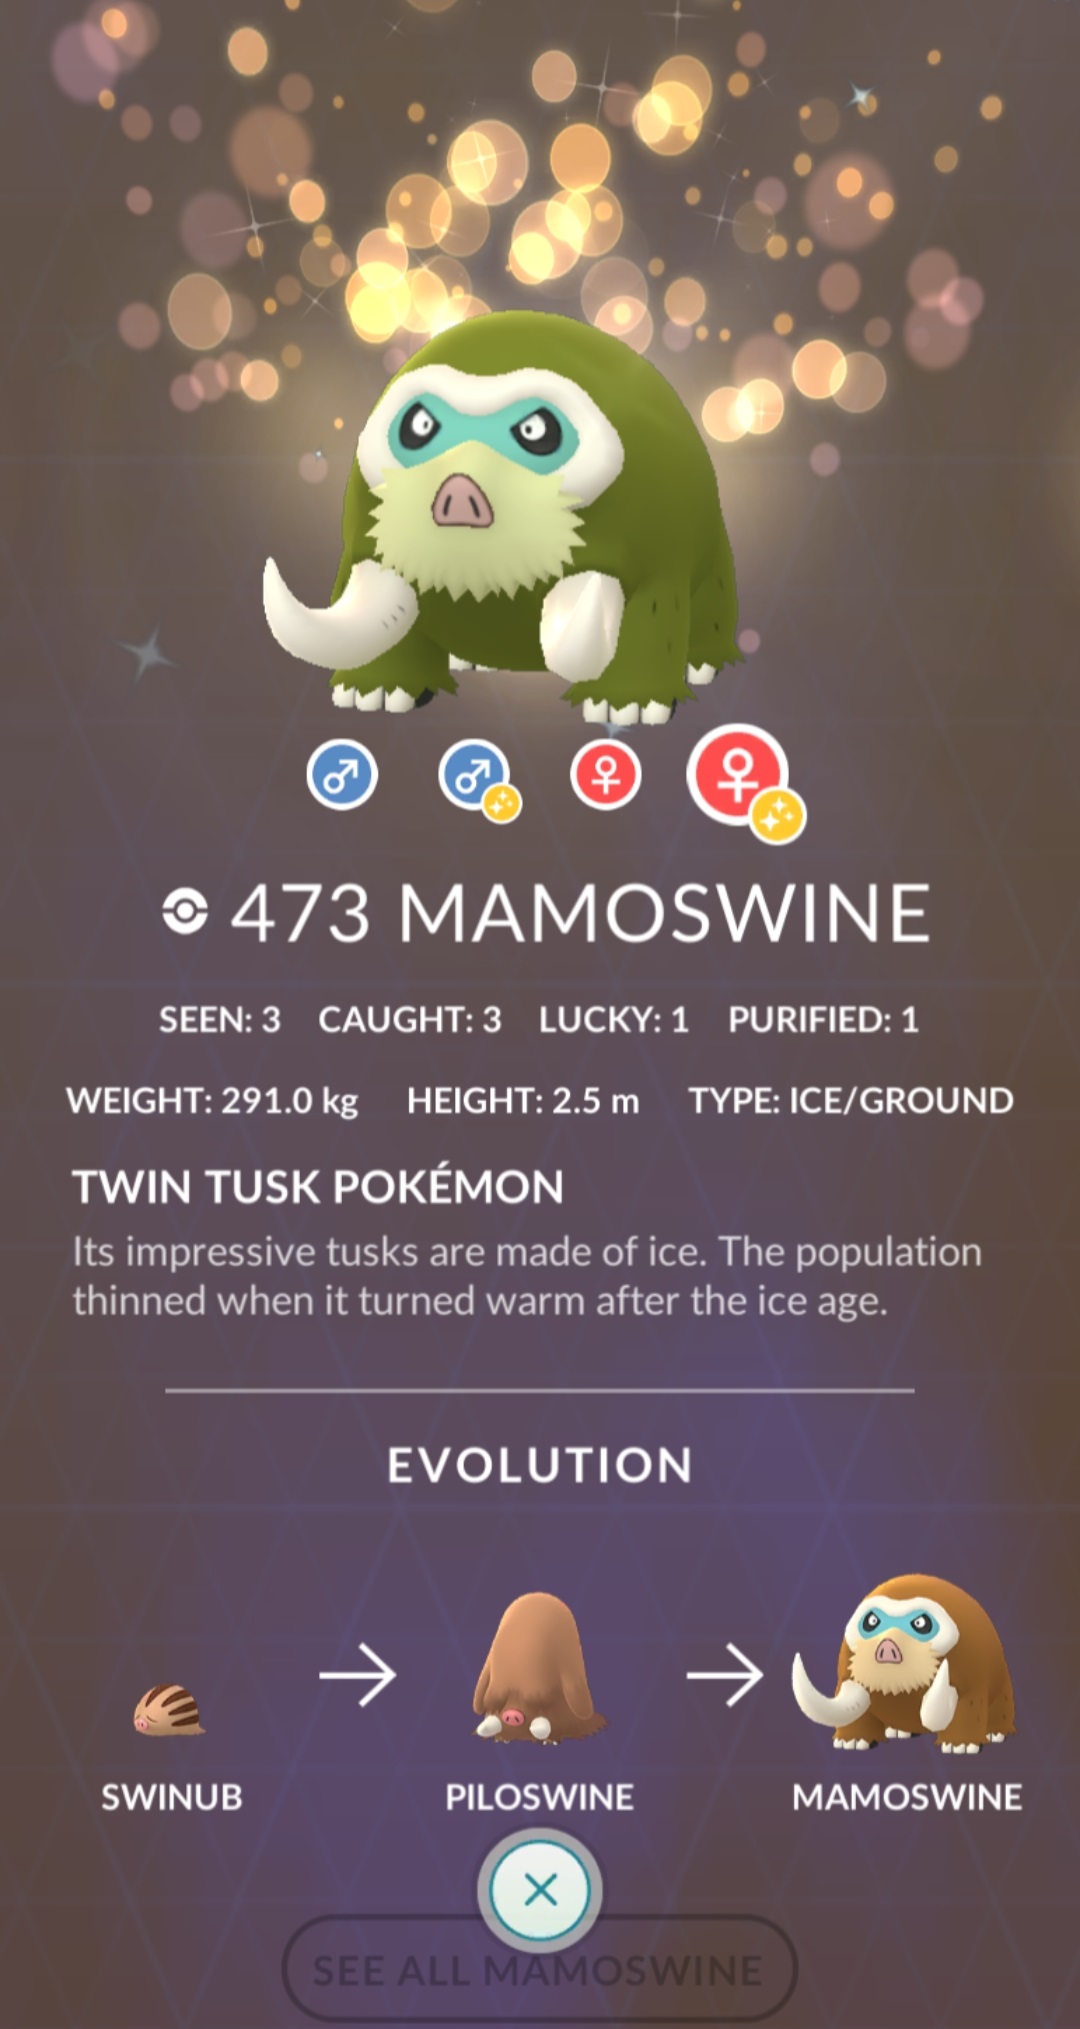 473 MAMOSWINE
SEEN: 3 CAUGHT: 3 LUCKY: 1 PURIFIED: 1
WEIGHT: 291.0 kg HEIGHT: 2.5 m TYPE: ICE/GROUND
TWIN TUSK POKÉMON
Its impressive tusks are made of ice. The population
thinned when it turned warm after the ice age.
EVOLUTION
SWINUB PILOSWINE MAMOSWINE
SEE ALL MAMOSWINE